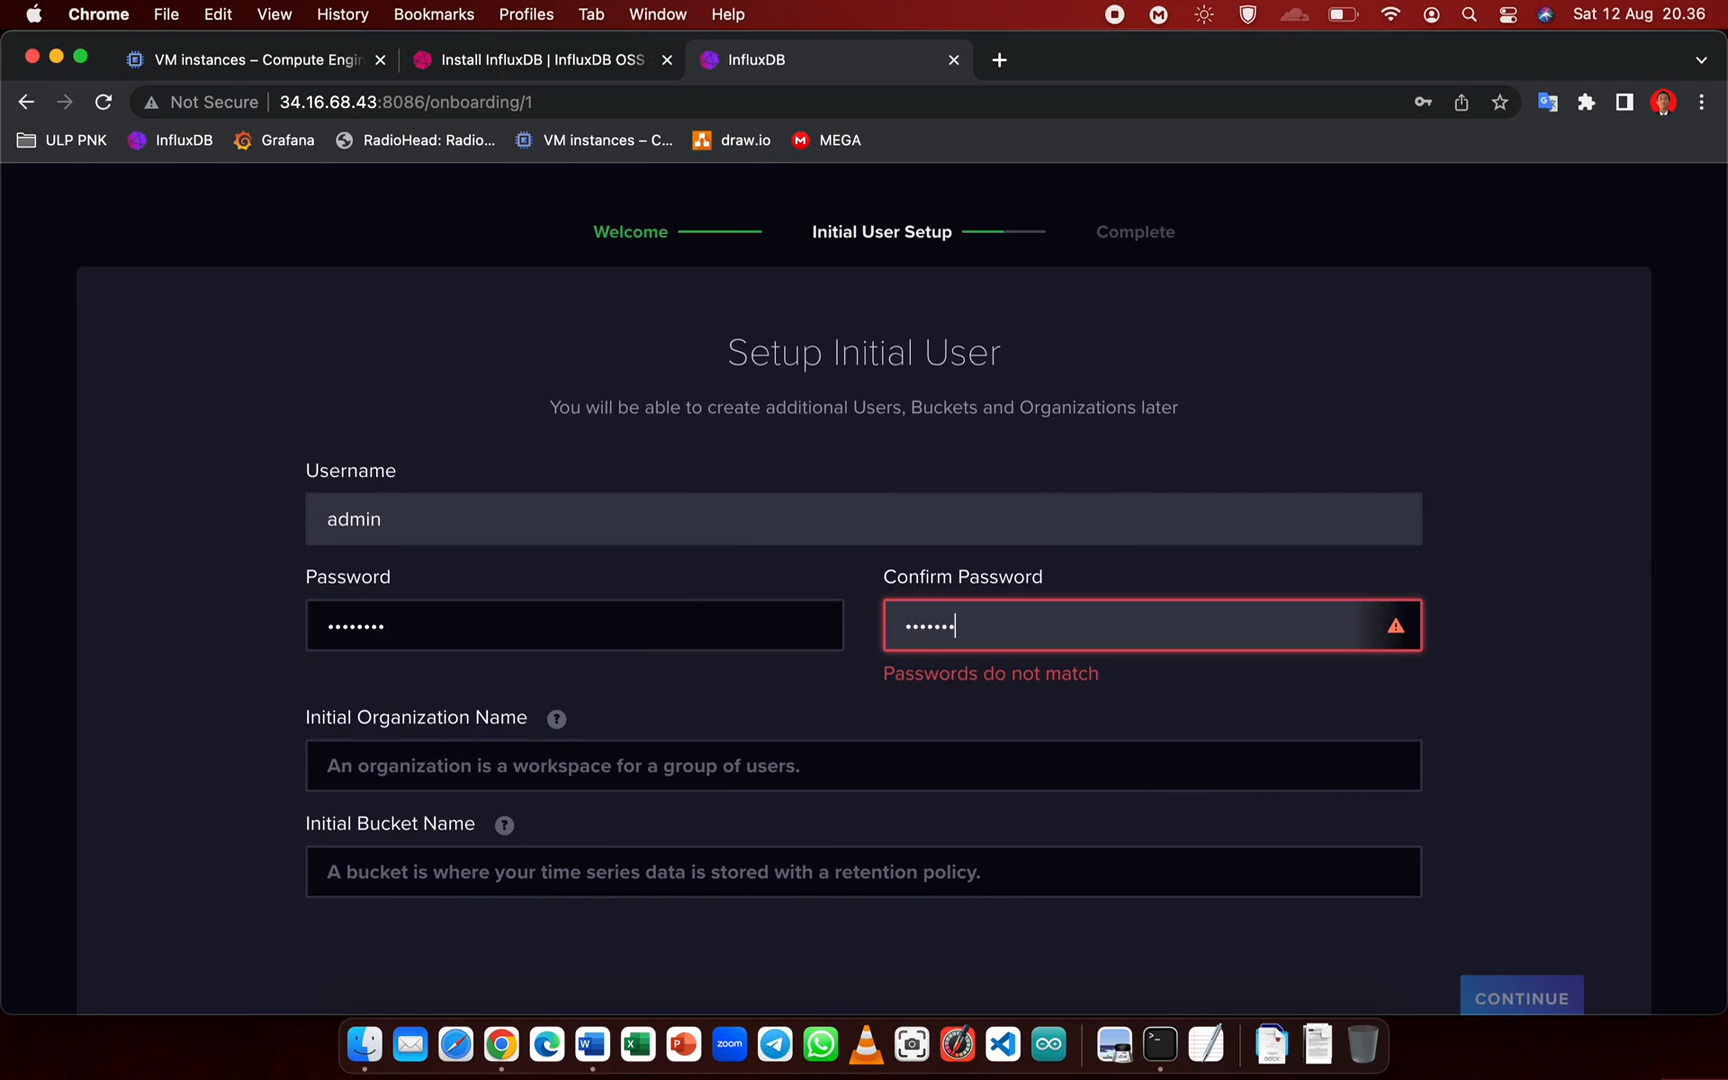 Chrome File Edit View History Bookmarks Profiles Tab Window Help Sat 12 Aug 20.36
VM instances – Compute Engin Install InfluxDB | InfluxDB OSS InfluxDB
Not Secure 34.16.68.43:8086/onboarding/1
ULP PNK InfluxDB Grafana RadioHead: Radio... VM instances – C... draw.io MEGA
Welcome Initial User Setup Complete
Setup Initial User
You will be able to create additional Users, Buckets and Organizations later
Username
admin
Password Confirm Password
•••••••• •••••••
Passwords do not match
Initial Organization Name ?
An organization is a workspace for a group of users.
Initial Bucket Name ?
A bucket is where your time series data is stored with a retention policy.
CONTINUE
zoom